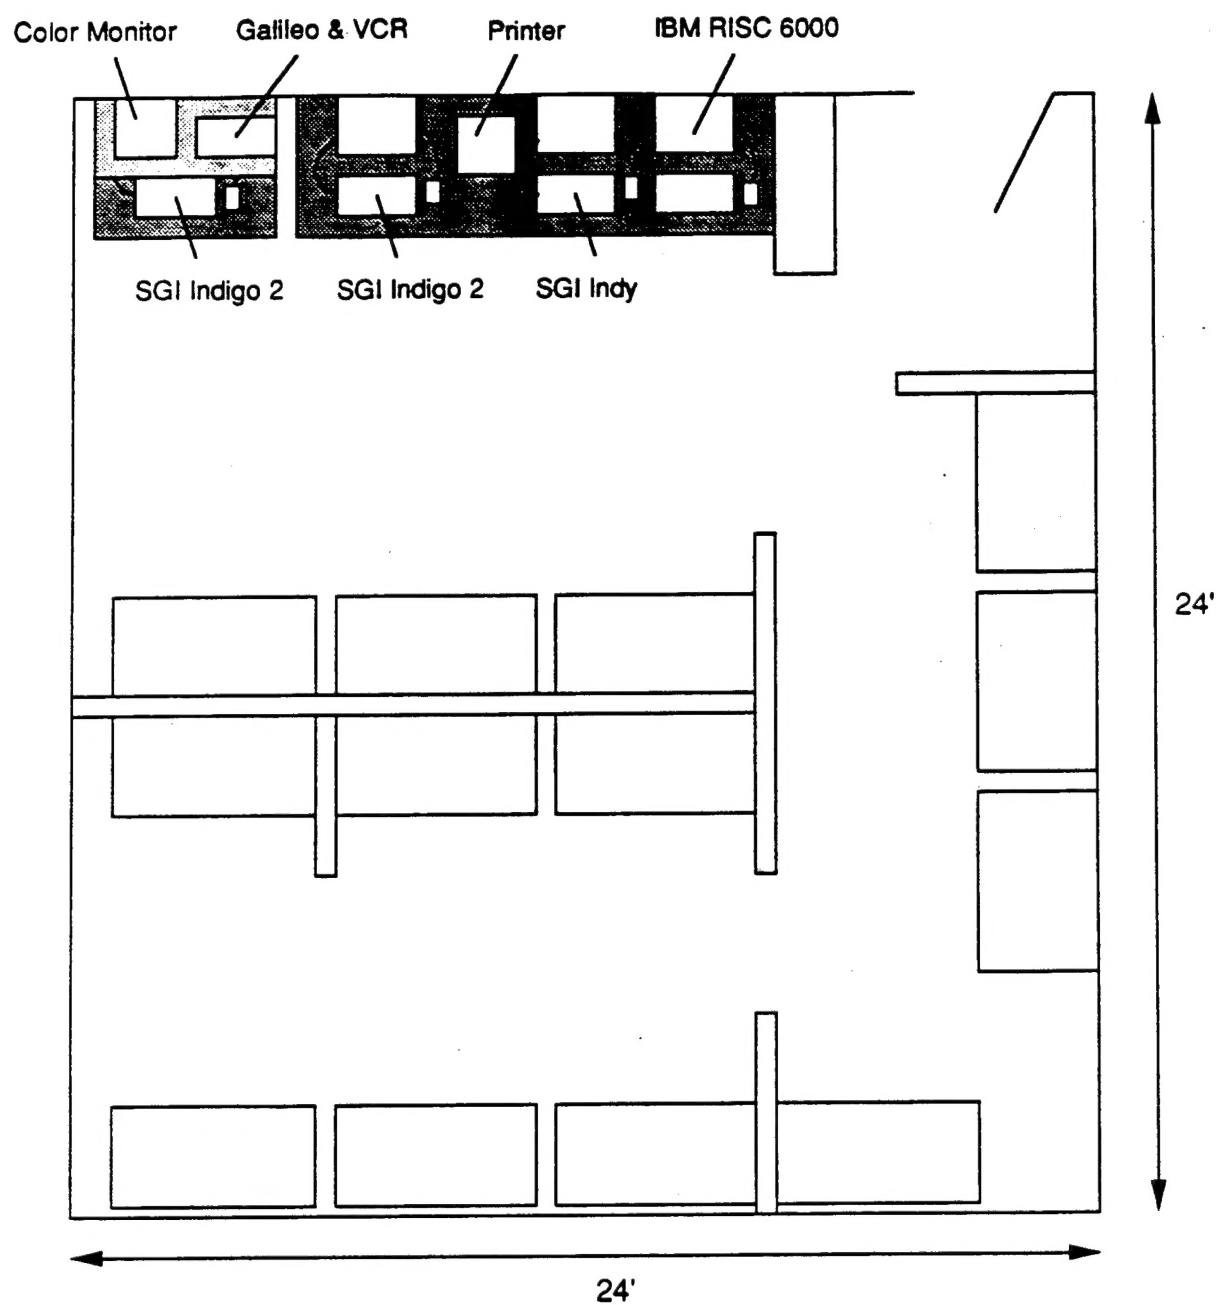 Color Monitor
Galileo & VCR
Printer
IBM RISC 6000
SGI Indigo 2
SGI Indigo 2
SGI Indy
24'
24'